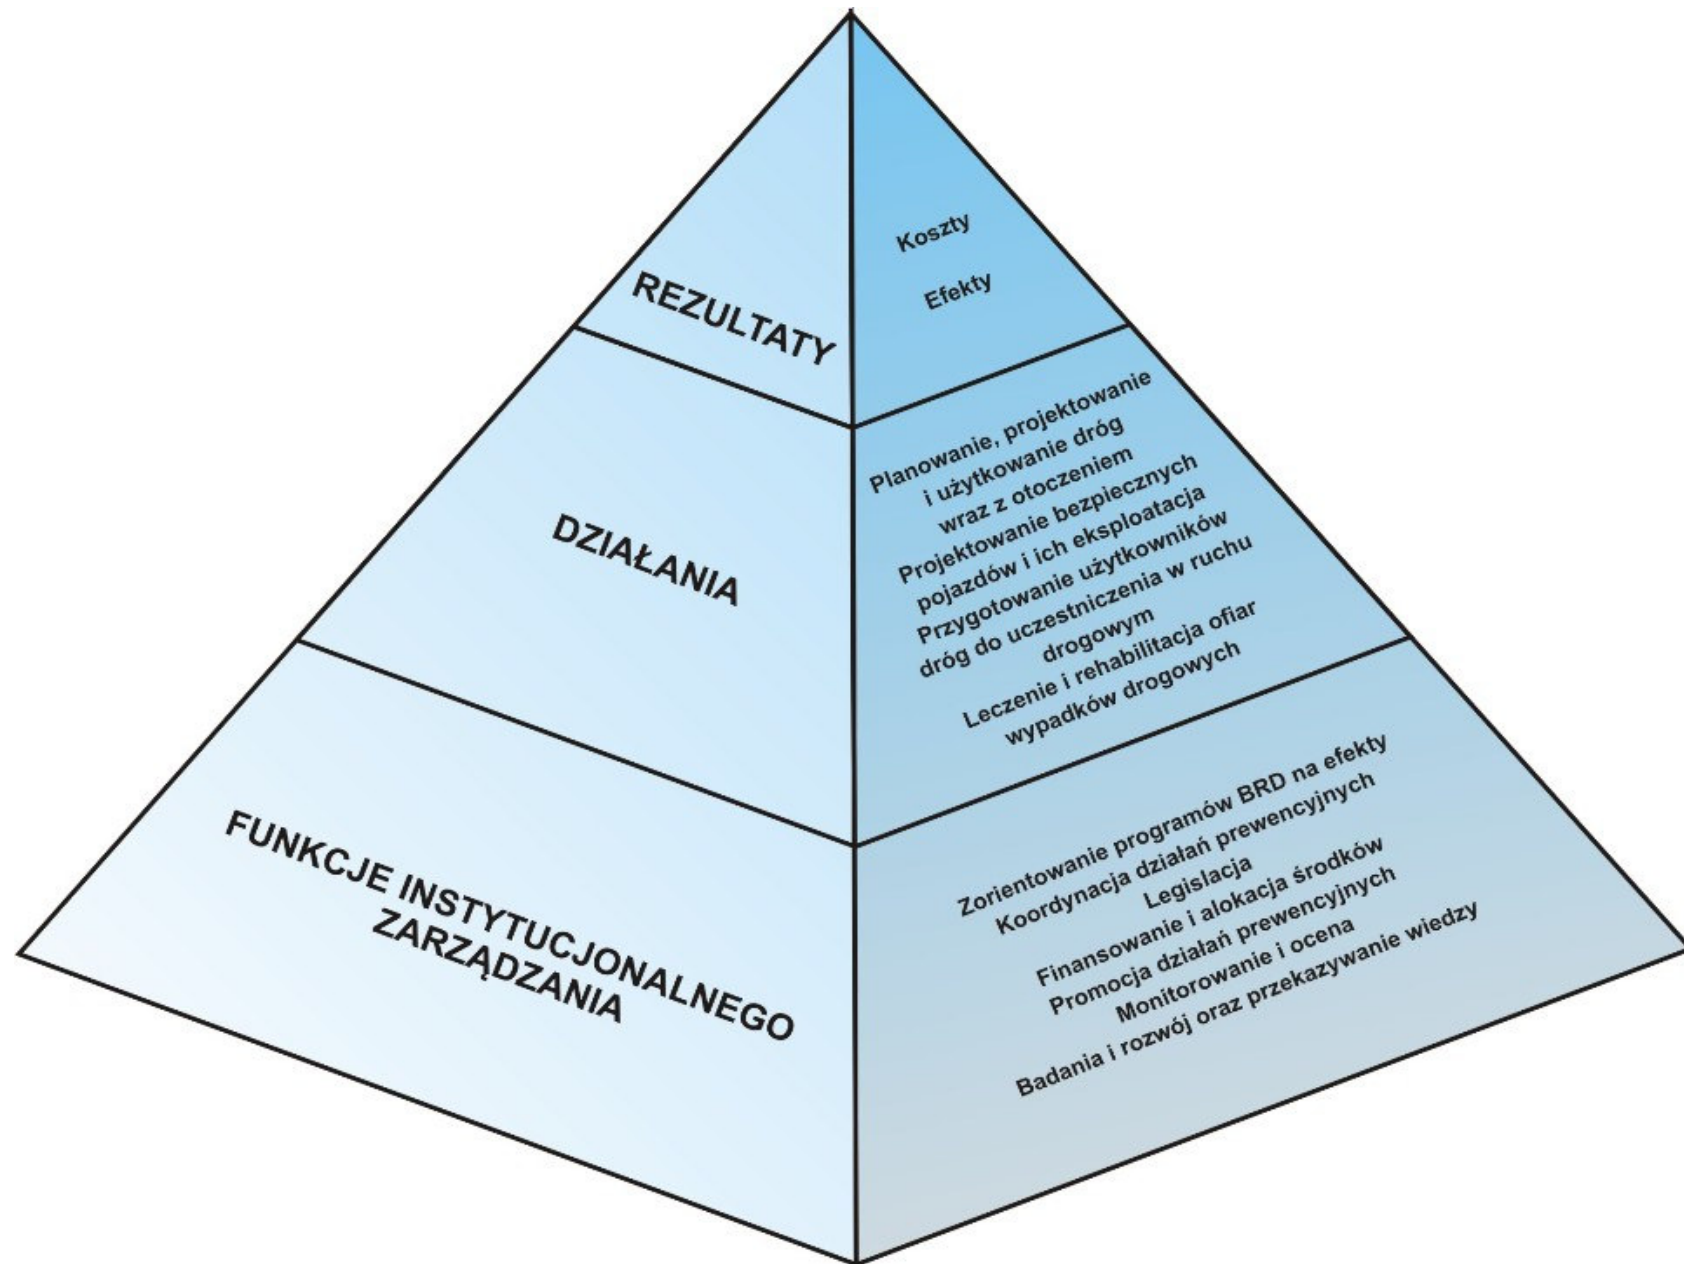 REZULTATY
Koszty
Efekty
DZIAŁANIA
Planowanie, projektowanie
i użytkowanie dróg
wraz z otoczeniem
Projektowanie bezpiecznych
pojazdów i ich eksploatacja
Przygotowanie użytkowników
dróg do uczestniczenia w ruchu
drogowym
Leczenie i rehabilitacja ofiar
wypadków drogowych
FUNKCJE INSTYTUCJONALNEGO
ZARZĄDZANIA
Zorientowanie programów BRD na efekty
Koordynacja działań prewencyjnych
Legislacja
Finansowanie i alokacja środków
Promocja działań prewencyjnych
Monitorowanie i ocena
Badania i rozwój oraz przekazywanie wiedzy